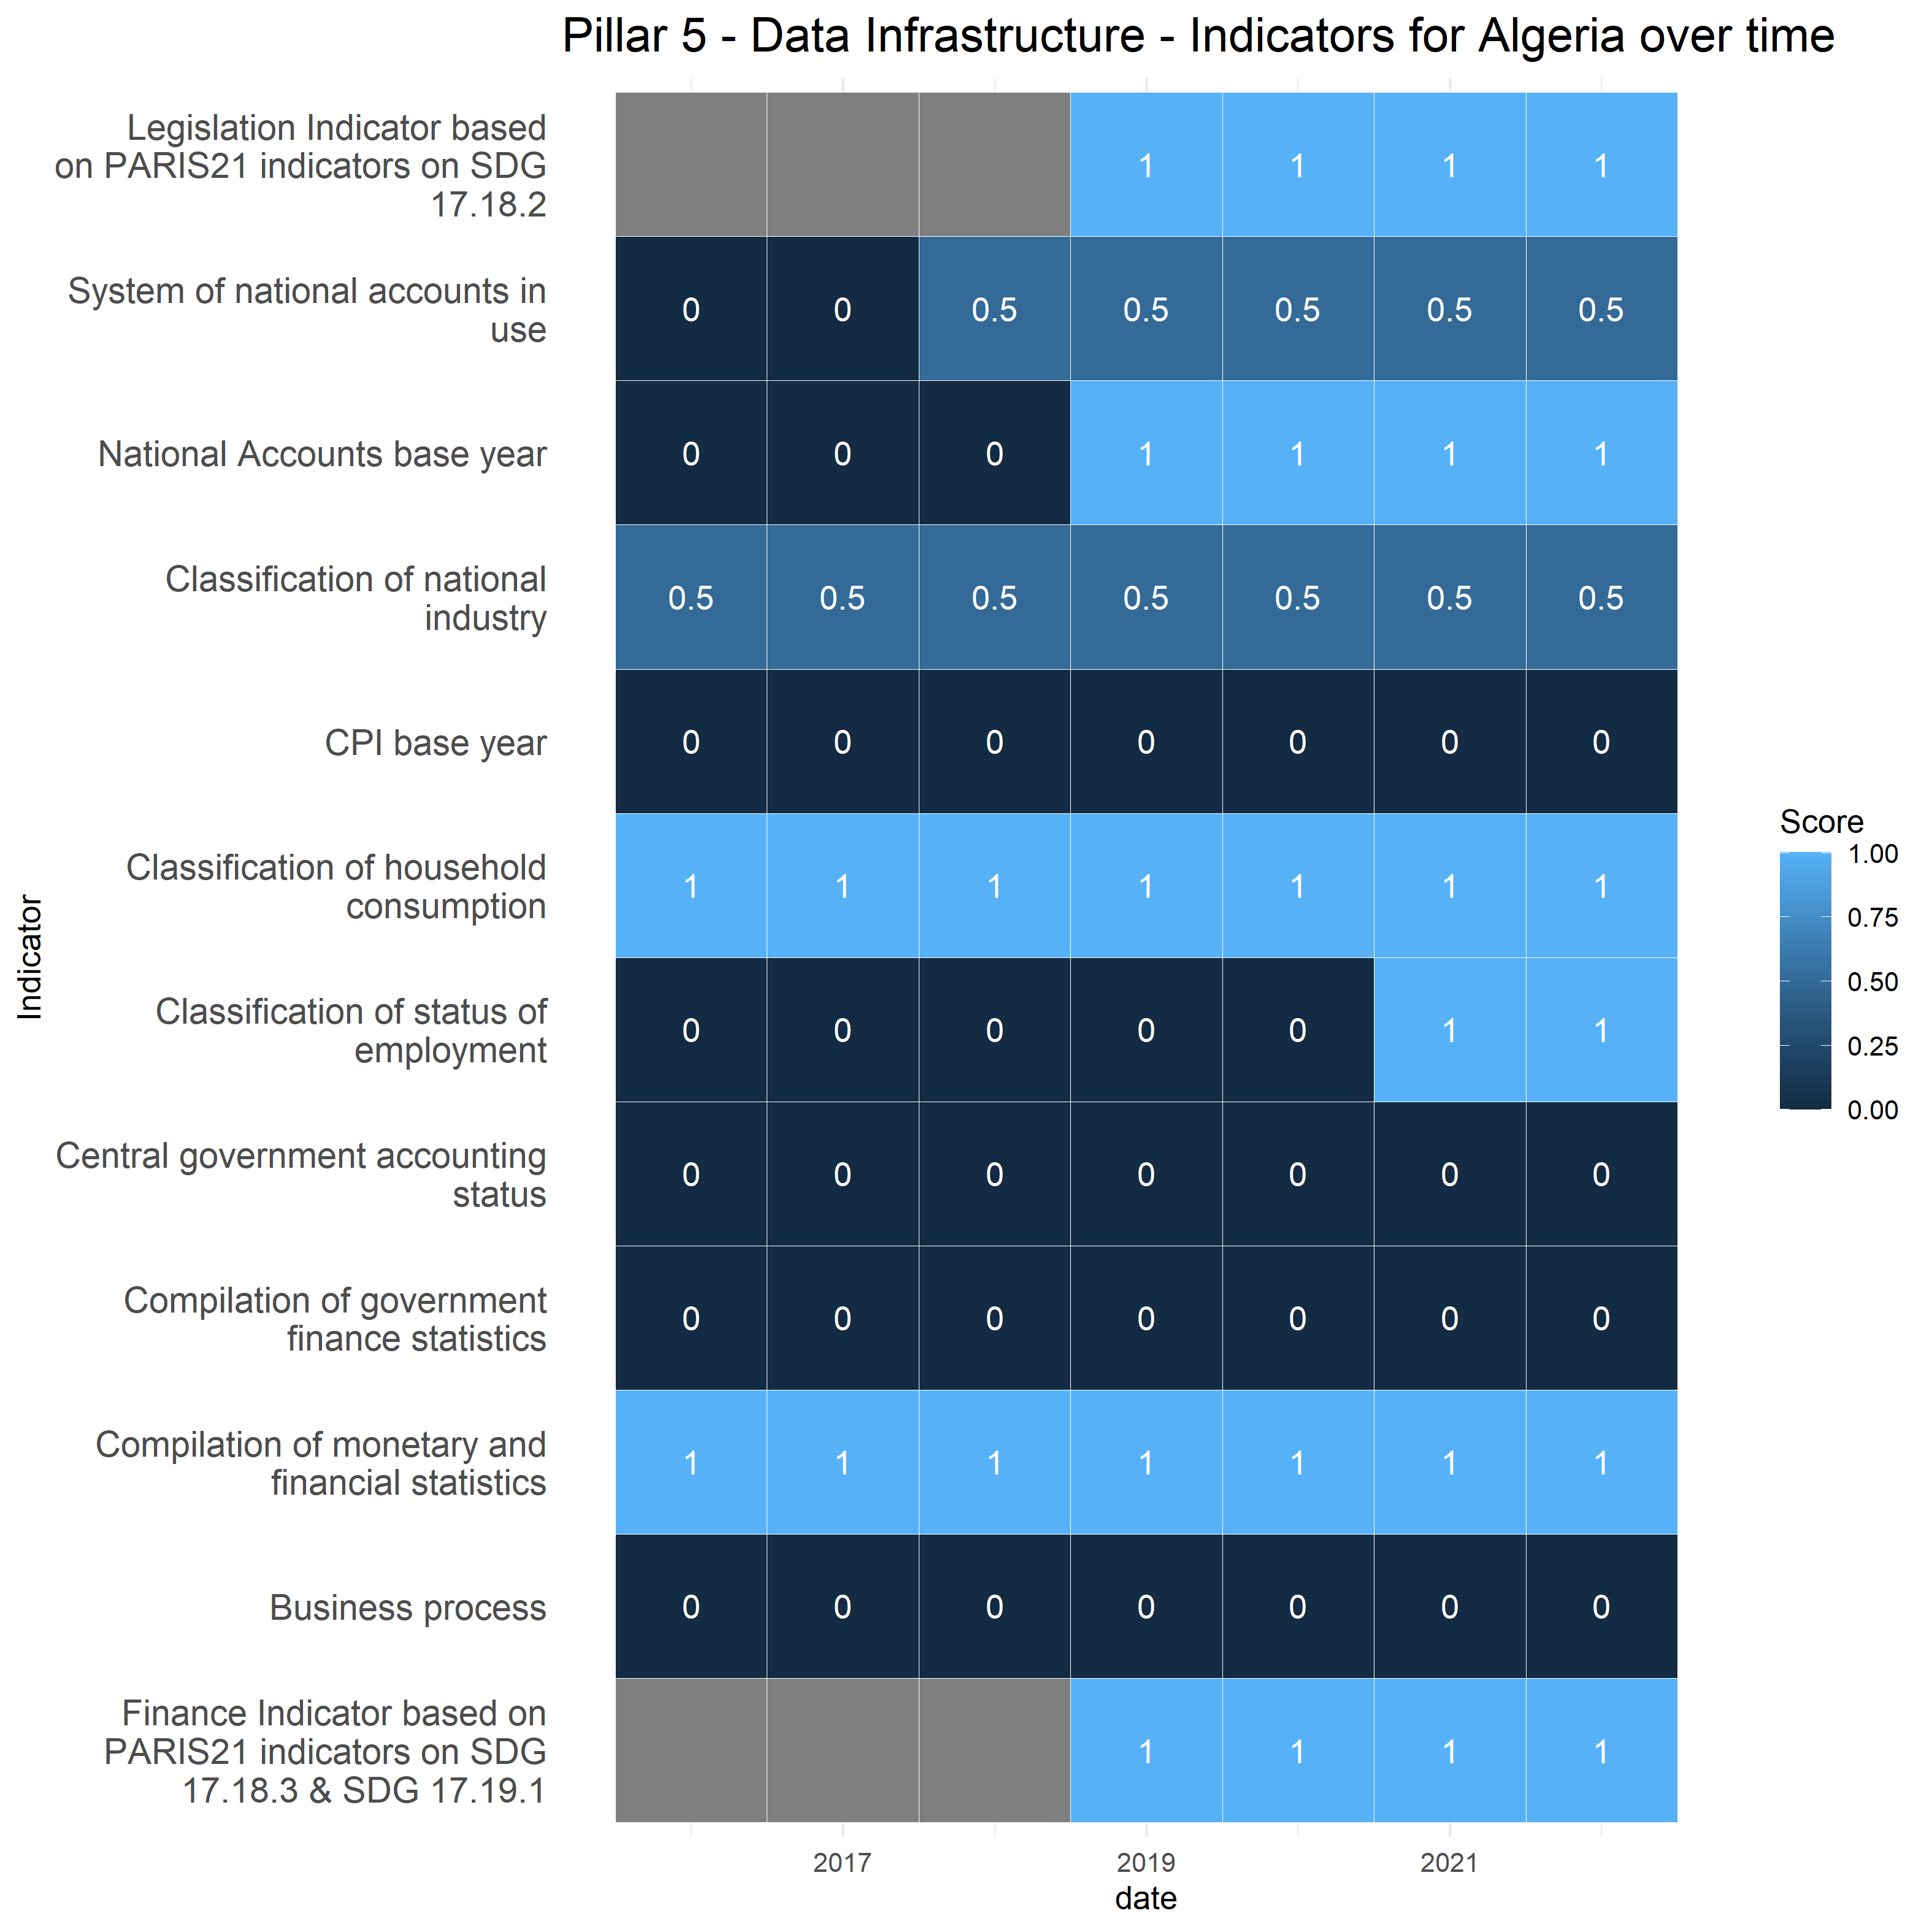 Pillar 5 - Data Infrastructure - Indicators for Algeria over time
Legislation Indicator based
on PARIS21 indicators on SDG
17.18.2
1 1 1 1
System of national accounts in
use
0 0 0.5 0.5 0.5 0.5 0.5
National Accounts base year
0 0 0 1 1 1 1
Classification of national
industry
0.5 0.5 0.5 0.5 0.5 0.5 0.5
CPI base year
0 0 0 0 0 0 0
Classification of household
consumption
1 1 1 1 1 1 1
Classification of status of
employment
0 0 0 0 0 1 1
Central government accounting
status
0 0 0 0 0 0 0
Compilation of government
finance statistics
0 0 0 0 0 0 0
Compilation of monetary and
financial statistics
1 1 1 1 1 1 1
Business process
0 0 0 0 0 0 0
Finance Indicator based on
PARIS21 indicators on SDG
17.18.3 & SDG 17.19.1
1 1 1 1
2017 2019 2021
date
Indicator
Score
1.00
0.75
0.50
0.25
0.00